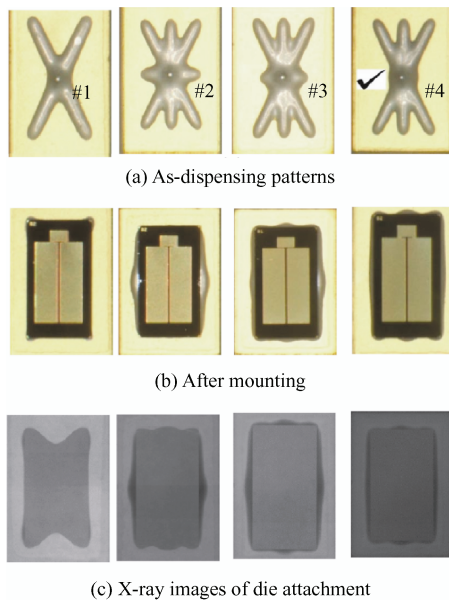 #1
#2
#3
#4
(a) As-dispensing patterns
(b) After mounting
(c) X-ray images of die attachment